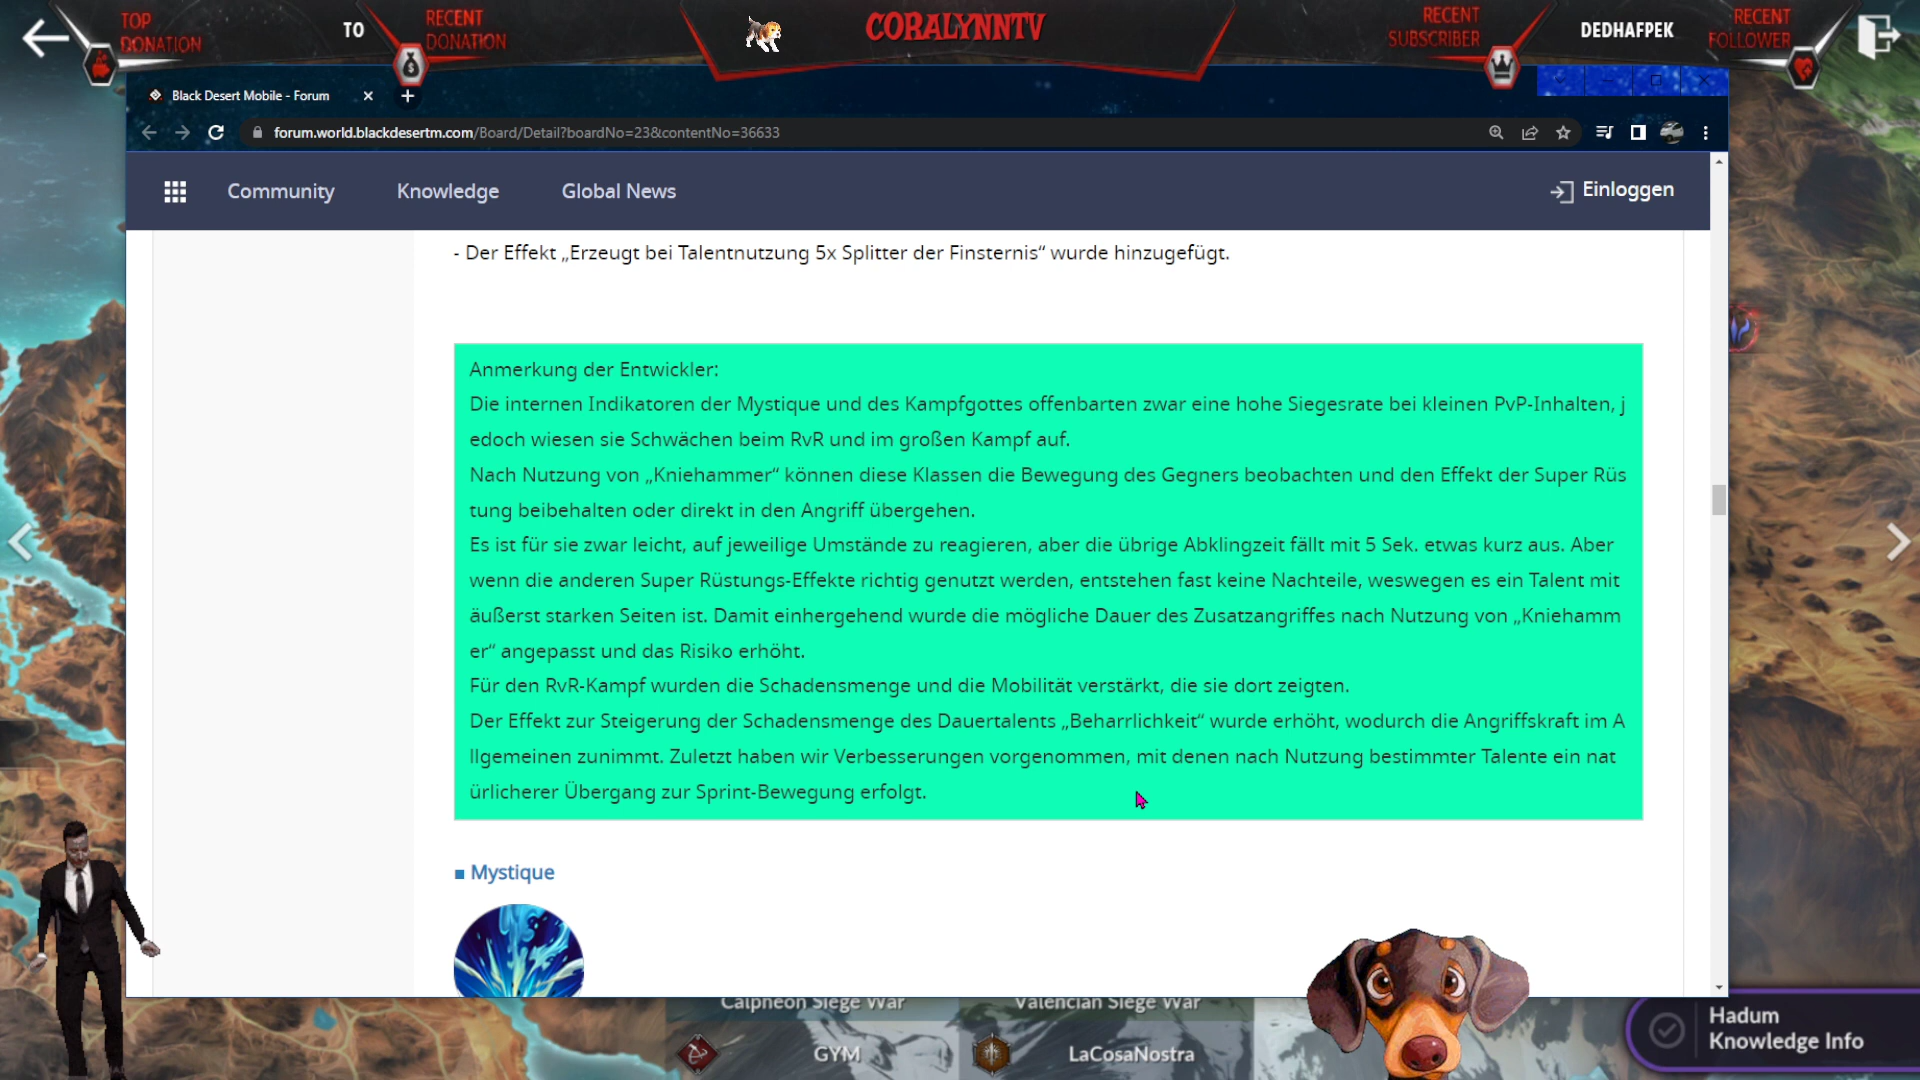 TOP
DONATION
TO
RECENT
DONATION
CORALYNNTV
RECENT
SUBSCRIBER
DEDHAFPEK
RECENT
FOLLOWER
Black Desert Mobile - Forum
forum.world.blackdesertm.com/Board/Detail?boardNo=23&contentNo=36633
Community Knowledge Global News Einloggen
- Der Effekt „Erzeugt bei Talentnutzung 5x Splitter der Finsternis“ wurde hinzugefügt.
Anmerkung der Entwickler:
Die internen Indikatoren der Mystique und des Kampfgottes offenbarten zwar eine hohe Siegesrate bei kleinen PvP-Inhalten, j
edoch wiesen sie Schwächen beim RvR und im großen Kampf auf.
Nach Nutzung von „Kniehammer“ können diese Klassen die Bewegung des Gegners beobachten und den Effekt der Super Rüs
tung beibehalten oder direkt in den Angriff übergehen.
Es ist für sie zwar leicht, auf jeweilige Umstände zu reagieren, aber die übrige Abklingzeit fällt mit 5 Sek. etwas kurz aus. Aber
wenn die anderen Super Rüstungs-Effekte richtig genutzt werden, entstehen fast keine Nachteile, weswegen es ein Talent mit
äußerst starken Seiten ist. Damit einhergehend wurde die mögliche Dauer des Zusatzangriffes nach Nutzung von „Kniehamm
er“ angepasst und das Risiko erhöht.
Für den RvR-Kampf wurden die Schadensmenge und die Mobilität verstärkt, die sie dort zeigten.
Der Effekt zur Steigerung der Schadensmenge des Dauertalents „Beharrlichkeit“ wurde erhöht, wodurch die Angriffskraft im A
llgemeinen zunimmt. Zuletzt haben wir Verbesserungen vorgenommen, mit denen nach Nutzung bestimmter Talente ein nat
ürlicherer Übergang zur Sprint-Bewegung erfolgt.
Mystique
Calpheon Siege War
Valencian Siege War
GYM
LaCosaNostra
Hadum
Knowledge Info